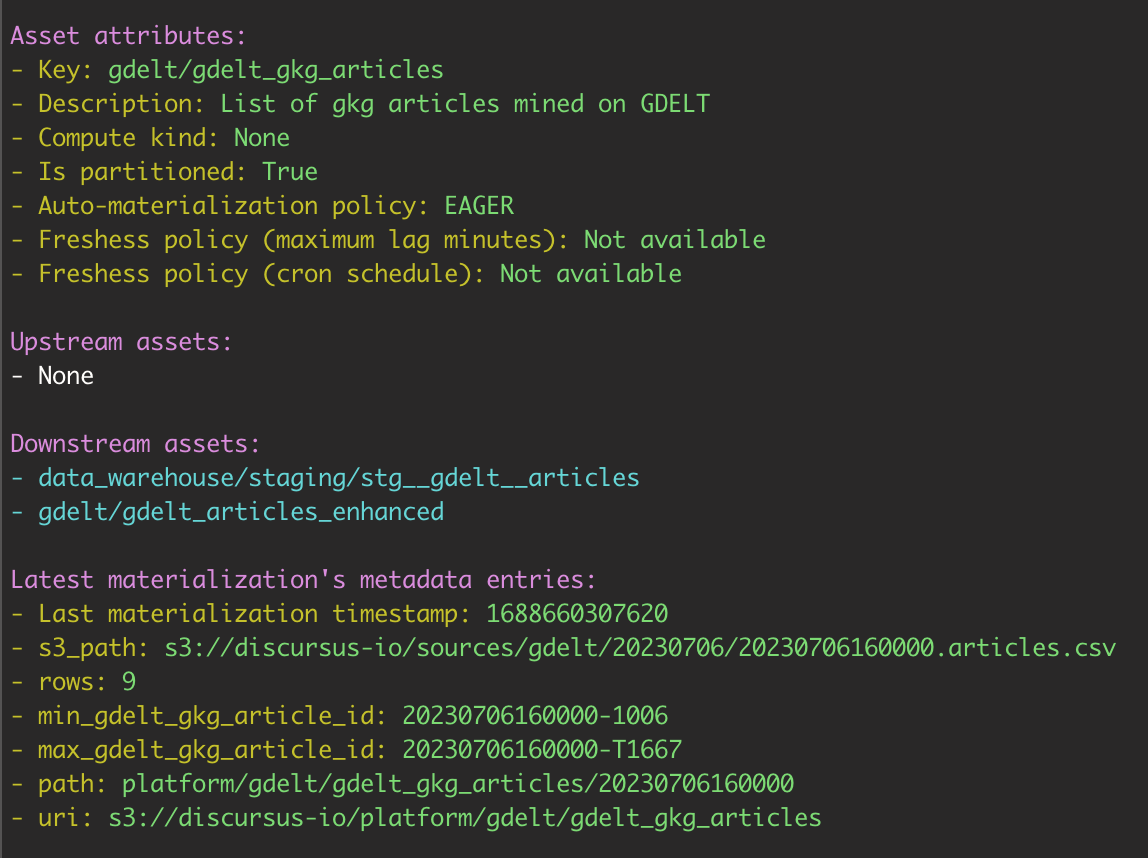 Asset attributes:
- Key: gdelt/gdelt_gkg_articles
- Description: List of gkg articles mined on GDELT
- Compute kind: None
- Is partitioned: True
- Auto-materialization policy: EAGER
- Freshess policy (maximum lag minutes): Not available
- Freshess policy (cron schedule): Not available
Upstream assets:
- None
Downstream assets:
- data_warehouse/staging/stg__gdelt__articles
- gdelt/gdelt_articles_enhanced
Latest materialization's metadata entries:
- Last materialization timestamp: 1688660307620
- s3_path: s3://discursus-io/sources/gdelt/20230706/20230706160000.articles.csv
- rows: 9
- min_gdelt_gkg_article_id: 20230706160000-1006
- max_gdelt_gkg_article_id: 20230706160000-T1667
- path: platform/gdelt/gdelt_gkg_articles/20230706160000
- uri: s3://discursus-io/platform/gdelt/gdelt_gkg_articles